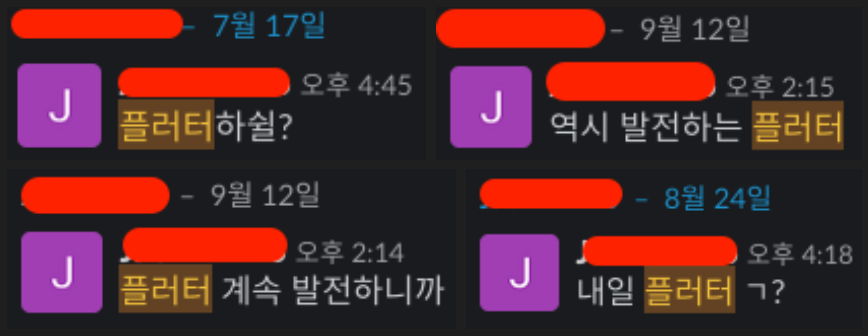 – 7월 17일
J
오후 4:45
플러터하쉴?
– 9월 12일
J
오후 2:15
역시 발전하는 플러터
– 9월 12일
J
오후 2:14
플러터 계속 발전하니까
– 8월 24일
J
오후 4:18
내일 플러터 ㄱ?